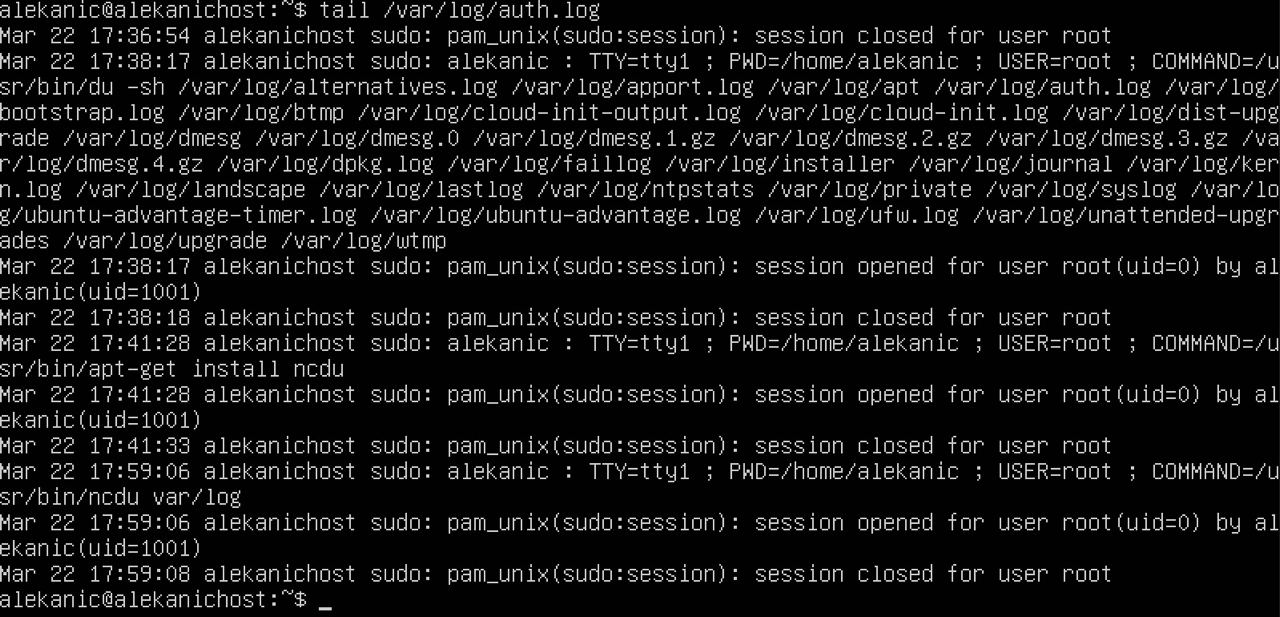 alekanic@alekanichost:~$ tail /var/log/auth.log
Mar 22 17:36:54 alekanichost sudo: pam_unix(sudo:session): session closed for user root
Mar 22 17:38:17 alekanichost sudo: alekanic : TTY=tty1 ; PWD=/home/alekanic ; USER=root ; COMMAND=/u
sr/bin/du -sh /var/log/alternatives.log /var/log/apport.log /var/log/apt /var/log/auth.log /var/log/
bootstrap.log /var/log/btmp /var/log/cloud-init-output.log /var/log/cloud-init.log /var/log/dist-upg
rade /var/log/dmesg /var/log/dmesg.0 /var/log/dmesg.1.gz /var/log/dmesg.2.gz /var/log/dmesg.3.gz /va
r/log/dmesg.4.gz /var/log/dpkg.log /var/log/faillog /var/log/installer /var/log/journal /var/log/ker
n.log /var/log/landscape /var/log/lastlog /var/log/ntpstats /var/log/private /var/log/syslog /var/lo
g/ubuntu-advantage-timer.log /var/log/ubuntu-advantage.log /var/log/ufw.log /var/log/unattended-upgr
ades /var/log/upgrade /var/log/wtmp
Mar 22 17:38:17 alekanichost sudo: pam_unix(sudo:session): session opened for user root(uid=0) by al
ekanic(uid=1001)
Mar 22 17:38:18 alekanichost sudo: pam_unix(sudo:session): session closed for user root
Mar 22 17:41:28 alekanichost sudo: alekanic : TTY=tty1 ; PWD=/home/alekanic ; USER=root ; COMMAND=/u
sr/bin/apt-get install ncdu
Mar 22 17:41:28 alekanichost sudo: pam_unix(sudo:session): session opened for user root(uid=0) by al
ekanic(uid=1001)
Mar 22 17:41:33 alekanichost sudo: pam_unix(sudo:session): session closed for user root
Mar 22 17:59:06 alekanichost sudo: alekanic : TTY=tty1 ; PWD=/home/alekanic ; USER=root ; COMMAND=/u
sr/bin/ncdu var/log
Mar 22 17:59:06 alekanichost sudo: pam_unix(sudo:session): session opened for user root(uid=0) by al
ekanic(uid=1001)
Mar 22 17:59:08 alekanichost sudo: pam_unix(sudo:session): session closed for user root
alekanic@alekanichost:~$ _